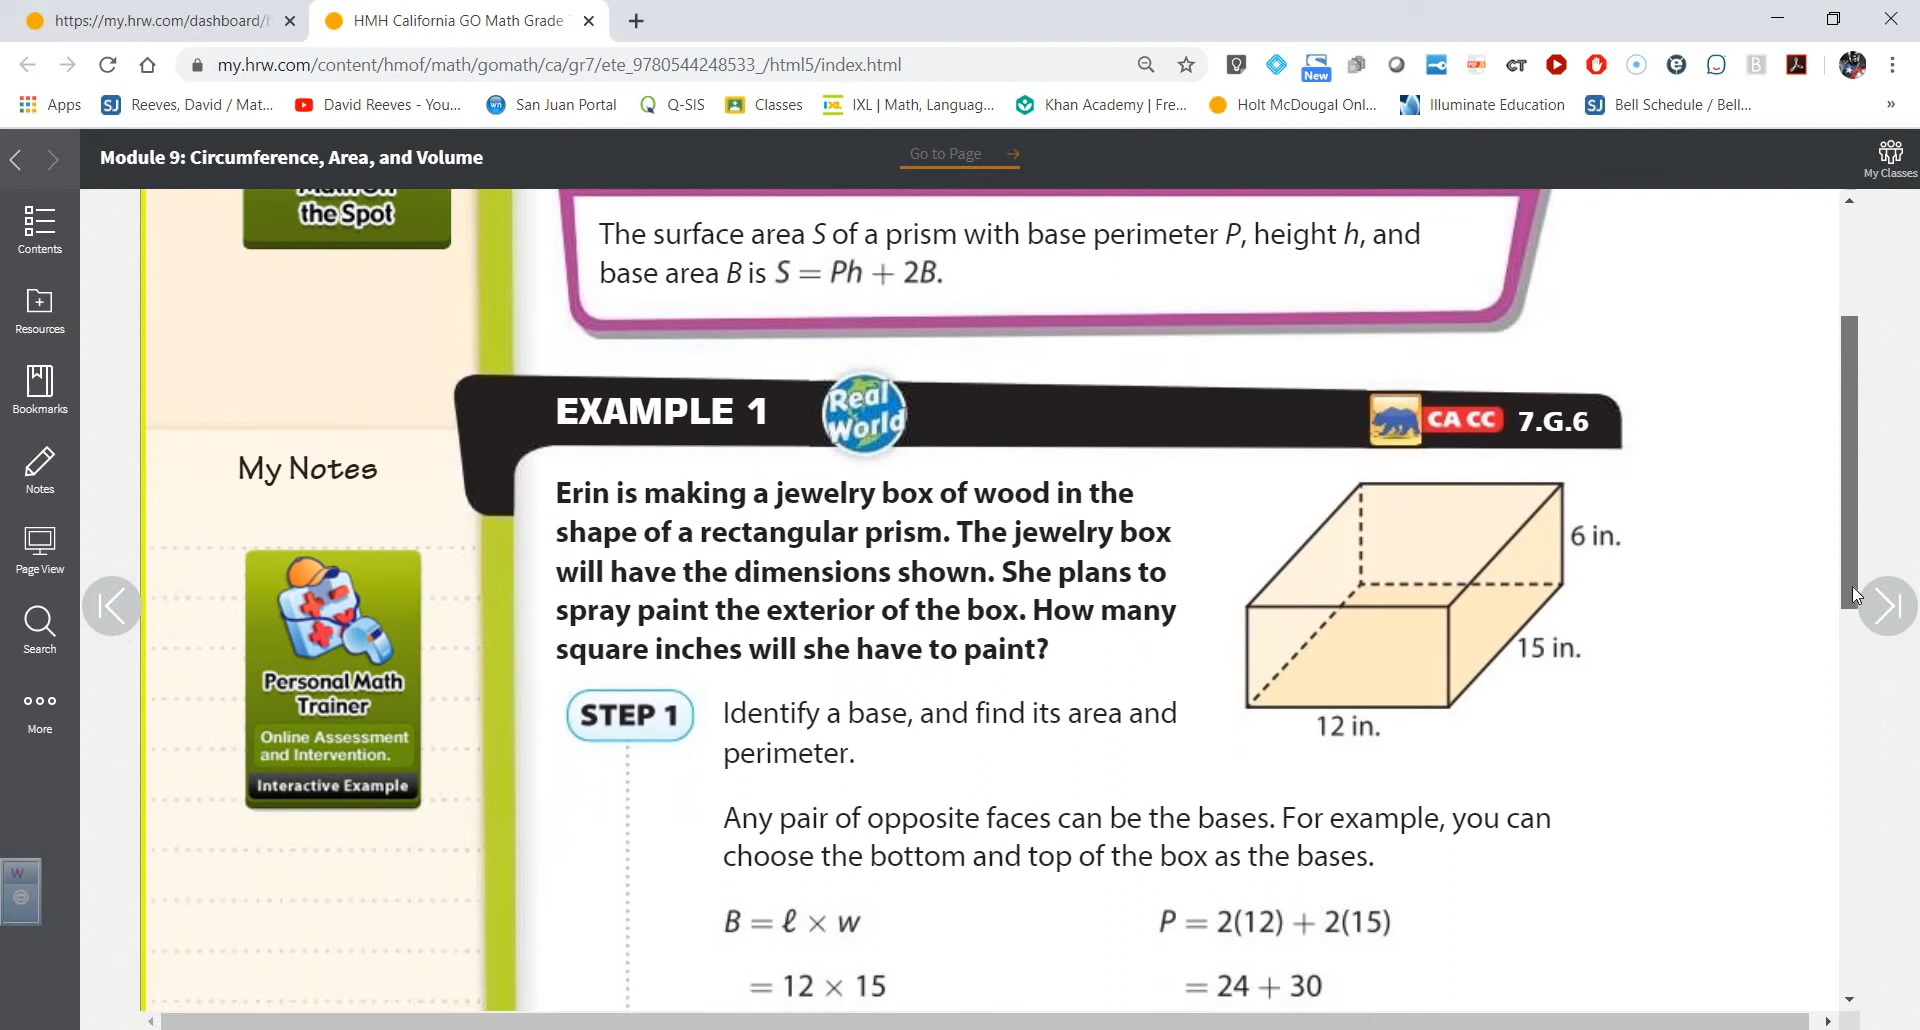 https://my.hrw.com/dashboard/h
HMH California GO Math Grade
my.hrw.com/content/hmof/math/gomath/ca/gr7/ete_9780544248533_/html5/index.html
New
Apps
Reeves, David / Mat...
David Reeves - You...
San Juan Portal
Q-SIS
Classes
IXL | Math, Languag...
Khan Academy | Fre...
Holt McDougal Onl...
Illuminate Education
Bell Schedule / Bell...
Module 9: Circumference, Area, and Volume
Go to Page
My Classes
Contents
Resources
Bookmarks
Notes
Page View
Search
More
Math On
the Spot
The surface area S of a prism with base perimeter P, height h, and
base area B is S = Ph + 2B.
EXAMPLE 1
Real
World
CA CC
7.G.6
My Notes
Personal Math
Trainer
Online Assessment
and Intervention.
Interactive Example
Erin is making a jewelry box of wood in the
shape of a rectangular prism. The jewelry box
will have the dimensions shown. She plans to
spray paint the exterior of the box. How many
square inches will she have to paint?
6 in.
15 in.
12 in.
STEP 1
Identify a base, and find its area and
perimeter.
Any pair of opposite faces can be the bases. For example, you can
choose the bottom and top of the box as the bases.
B = ℓ × w
P = 2(12) + 2(15)
= 12 × 15
= 24 + 30